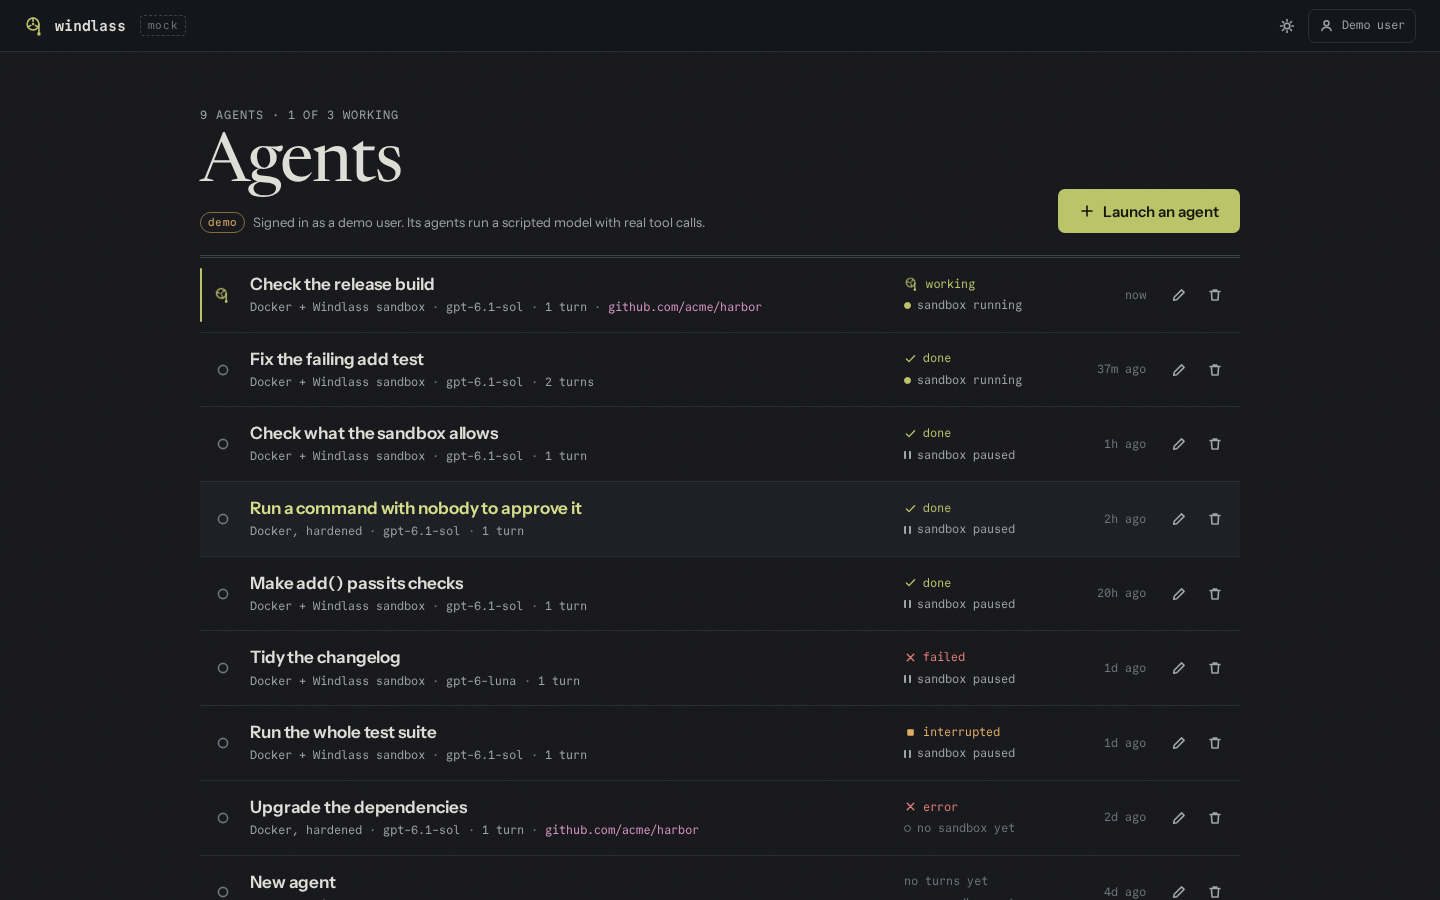 windlass mock Demo user
9 AGENTS · 1 OF 3 WORKING
Agents
demo Signed in as a demo user. Its agents run a scripted model with real tool calls.
+ Launch an agent
Check the release build
Docker + Windlass sandbox · gpt-6.1-sol · 1 turn · github.com/acme/harbor
working
sandbox running
now
Fix the failing add test
Docker + Windlass sandbox · gpt-6.1-sol · 2 turns
done
sandbox running
37m ago
Check what the sandbox allows
Docker + Windlass sandbox · gpt-6.1-sol · 1 turn
done
sandbox paused
1h ago
Run a command with nobody to approve it
Docker, hardened · gpt-6.1-sol · 1 turn
done
sandbox paused
2h ago
Make add() pass its checks
Docker + Windlass sandbox · gpt-6.1-sol · 1 turn
done
sandbox paused
20h ago
Tidy the changelog
Docker + Windlass sandbox · gpt-6-luna · 1 turn
failed
sandbox paused
1d ago
Run the whole test suite
Docker + Windlass sandbox · gpt-6.1-sol · 1 turn
interrupted
sandbox paused
1d ago
Upgrade the dependencies
Docker, hardened · gpt-6.1-sol · 1 turn · github.com/acme/harbor
error
no sandbox yet
2d ago
New agent
no turns yet
4d ago